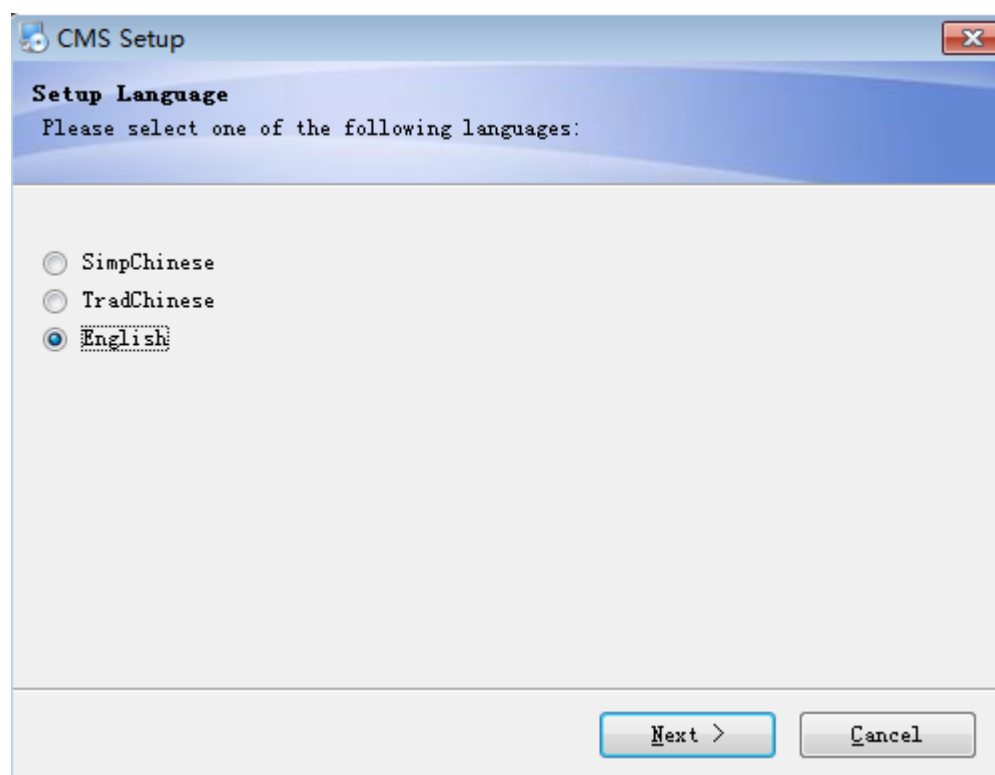 CMS Setup
Setup Language
Please select one of the following languages:
SimpChinese
TradChinese
English
Next >
Cancel